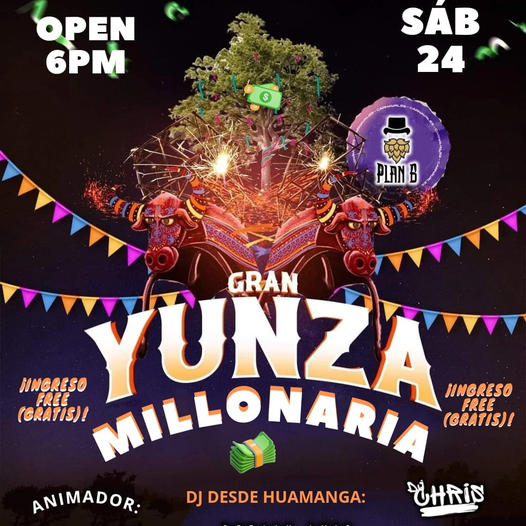 OPEN
6PM
SÁB
24
PLAN B
GRAN
YUNZA
MILLONARIA
¡INGRESO
FREE
(GRATIS)!
¡INGRESO
FREE
(GRATIS)!
ANIMADOR:
DJ DESDE HUAMANGA:
DJ CHRIS